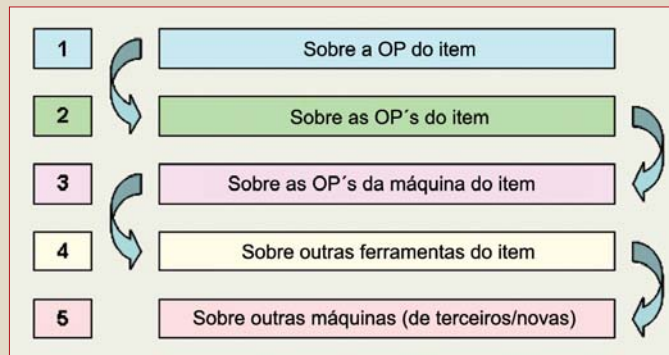 1 Sobre a OP do item
2 Sobre as OP´s do item
3 Sobre as OP´s da máquina do item
4 Sobre outras ferramentas do item
5 Sobre outras máquinas (de terceiros/novas)